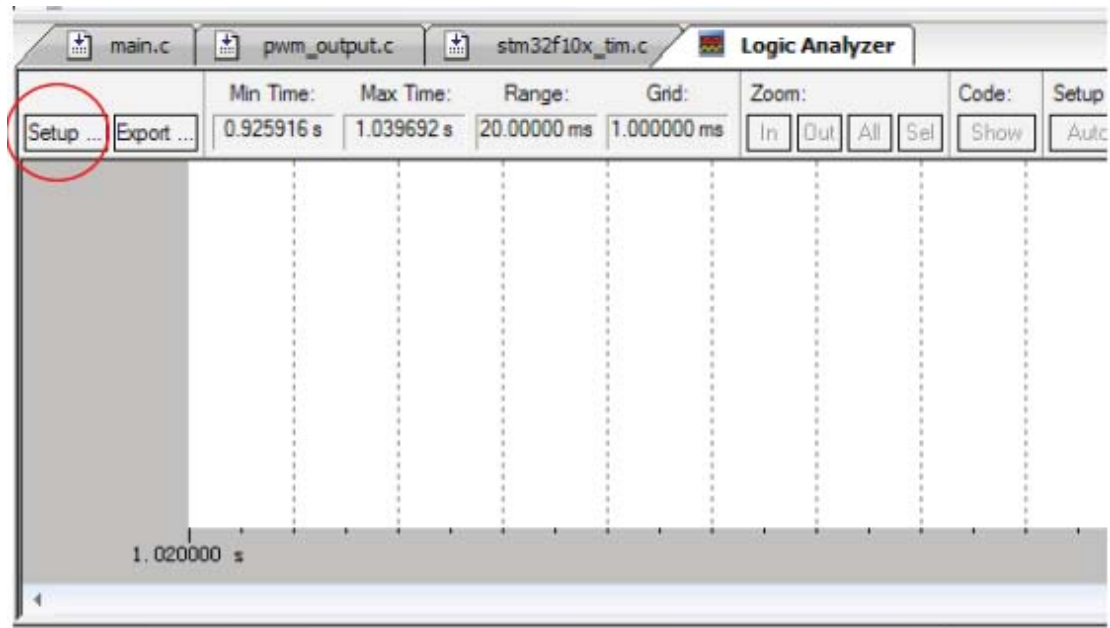 main.c pwm_output.c stm32f10x_tim.c Logic Analyzer
Min Time: Max Time: Range: Grid: Zoom: Code: Setup
Setup ... Export ... 0.925916 s 1.039692 s 20.00000 ms 1.000000 ms In Out All Sel Show Auto
1.020000 s